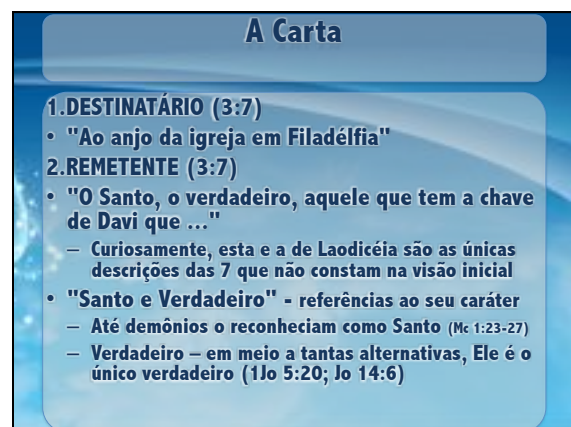 A Carta
1.DESTINATÁRIO (3:7)
• "Ao anjo da igreja em Filadélfia"
2.REMETENTE (3:7)
• "O Santo, o verdadeiro, aquele que tem a chave
de Davi que ..."
– Curiosamente, esta e a de Laodicéia são as únicas
descrições das 7 que não constam na visão inicial
• "Santo e Verdadeiro" - referências ao seu caráter
– Até demônios o reconheciam como Santo (Mc 1:23-27)
– Verdadeiro – em meio a tantas alternativas, Ele é o
único verdadeiro (1Jo 5:20; Jo 14:6)